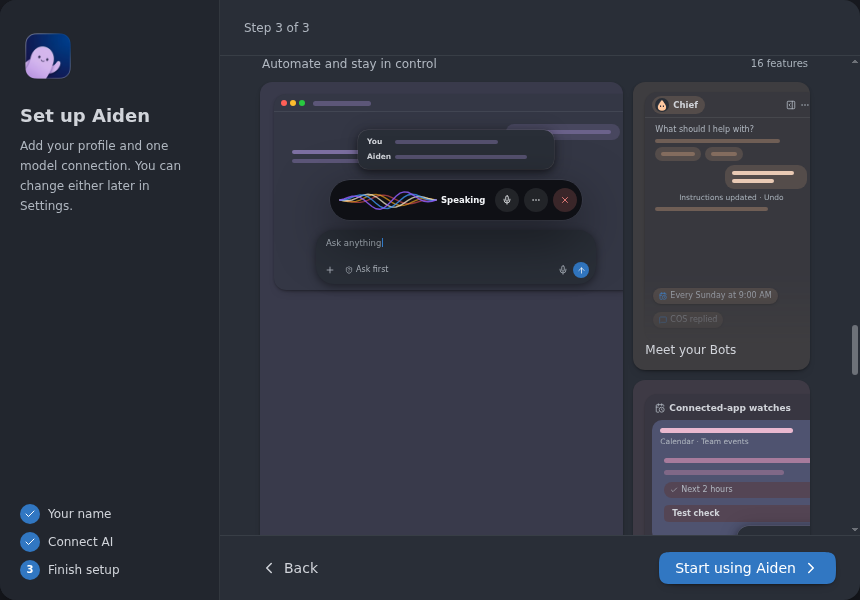 Set up Aiden
Add your profile and one
model connection. You can
change either later in
Settings.
Your name
Connect AI
3 Finish setup
Step 3 of 3
Automate and stay in control
16 features
You
Aiden
Speaking
Ask anything
Ask first
Chief
What should I help with?
Instructions updated · Undo
Every Sunday at 9:00 AM
COS replied
Meet your Bots
Connected-app watches
Calendar · Team events
Next 2 hours
Test check
Back
Start using Aiden